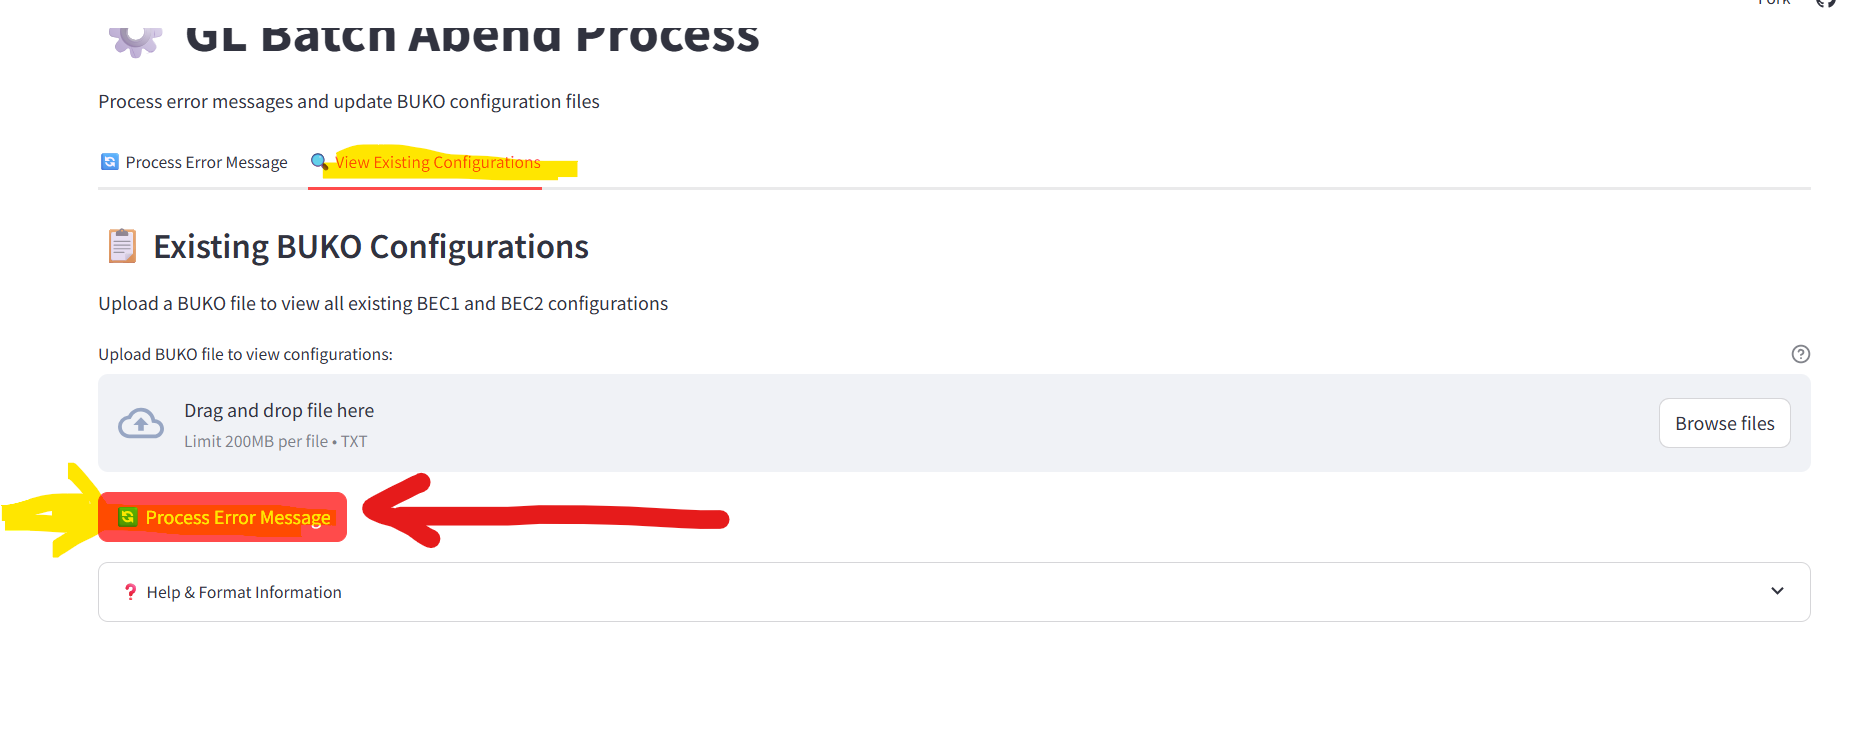 Fork
GL Batch Abend Process
Process error messages and update BUKO configuration files
Process Error Message
View Existing Configurations
Existing BUKO Configurations
Upload a BUKO file to view all existing BEC1 and BEC2 configurations
Upload BUKO file to view configurations:
Drag and drop file here
Limit 200MB per file • TXT
Browse files
Process Error Message
Help & Format Information